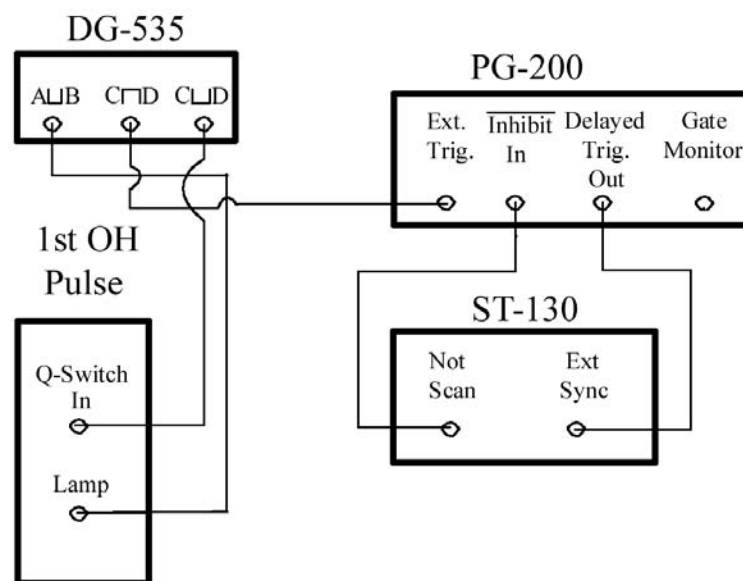 DG-535
A⊔B C⊓D C⊔D
PG-200
Ext.
Trig.
Inhibit
In
Delayed
Trig.
Out
Gate
Monitor
1st OH
Pulse
Q-Switch
In
Lamp
ST-130
Not
Scan
Ext
Sync